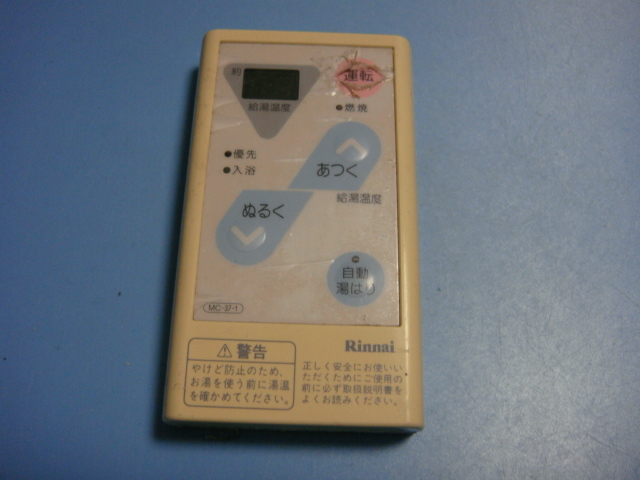 約
運転
給湯温度
●燃焼
●優先
●入浴
あつく
給湯温度
ぬるく
自動
湯はり
MC-37-1
Rinnai
⚠警告
やけど防止のため、
お湯を使う前に湯温
を確かめてください。
正しく安全にお使いい
ただくためにご使用の
前に必ず取扱説明書を
よくお読みください。